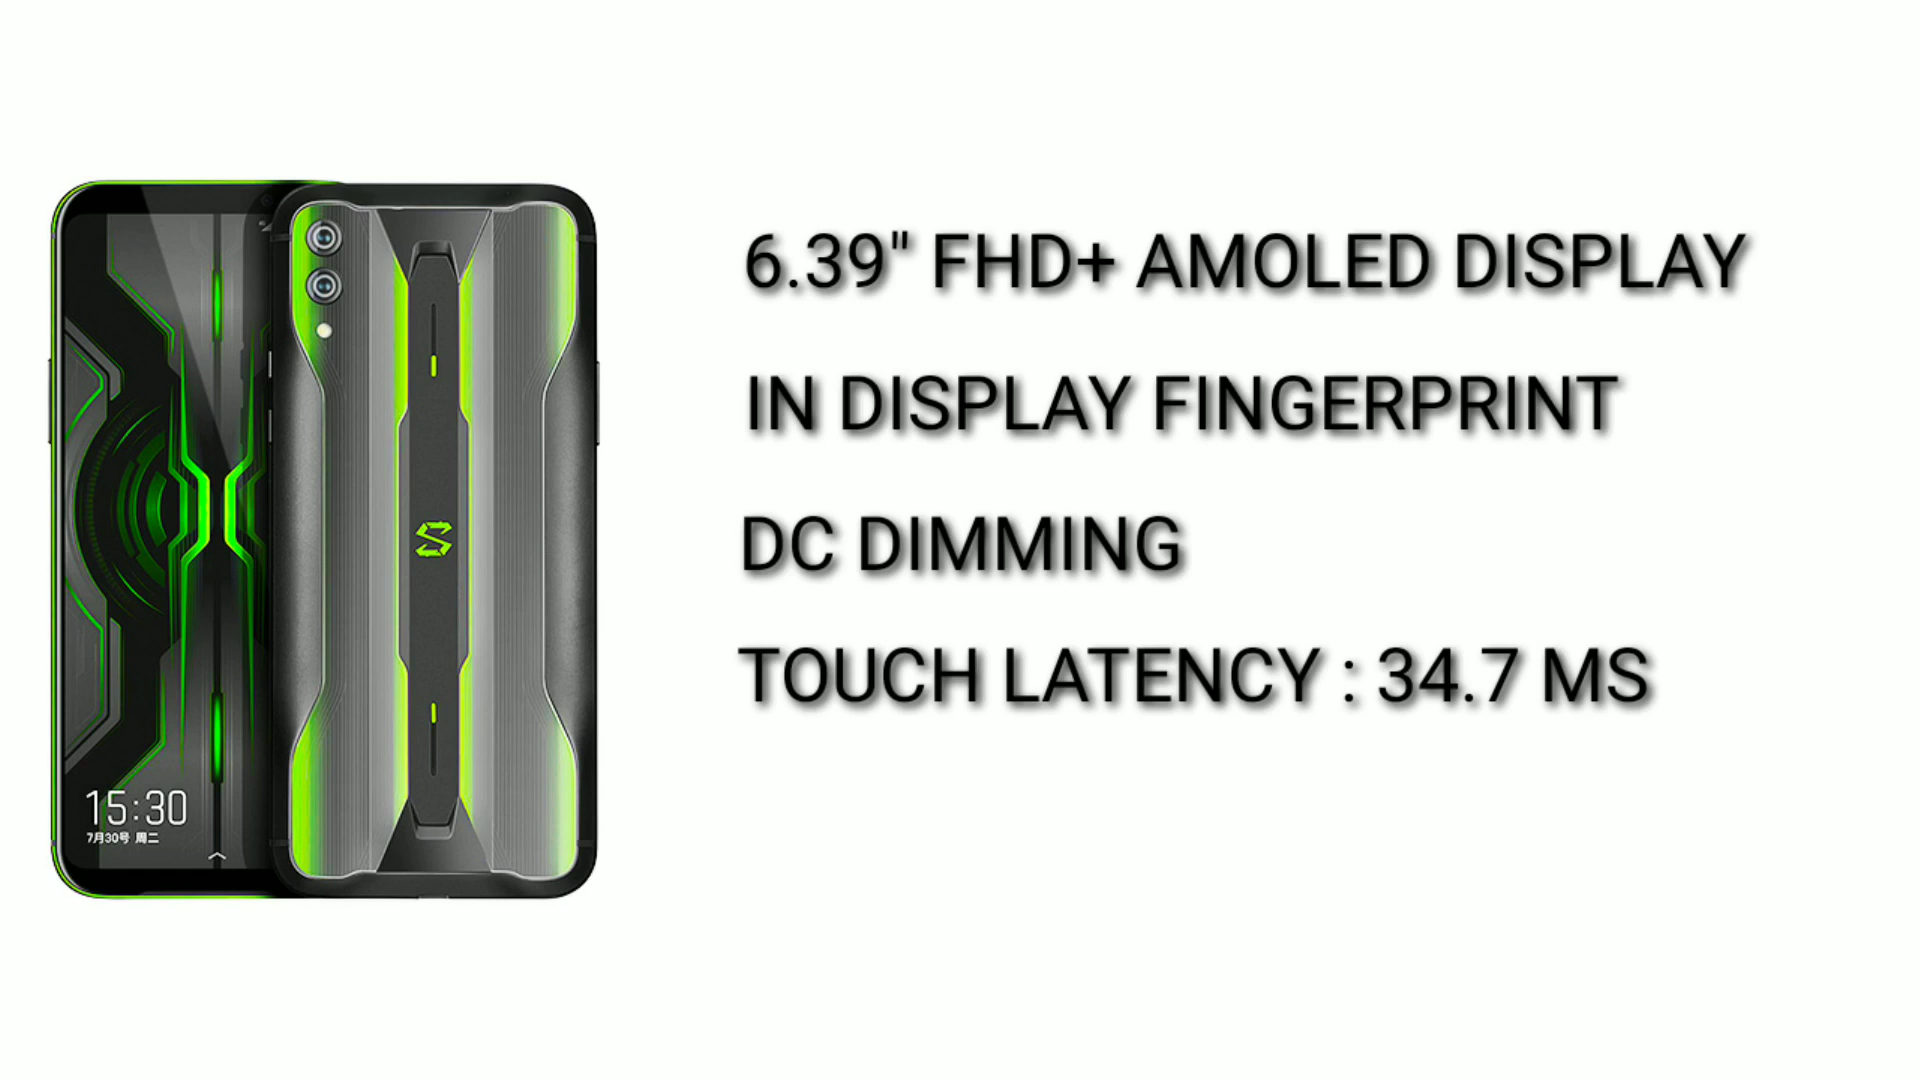 15:30
7月30号 周二
6.39" FHD+ AMOLED DISPLAY
IN DISPLAY FINGERPRINT
DC DIMMING
TOUCH LATENCY : 34.7 MS